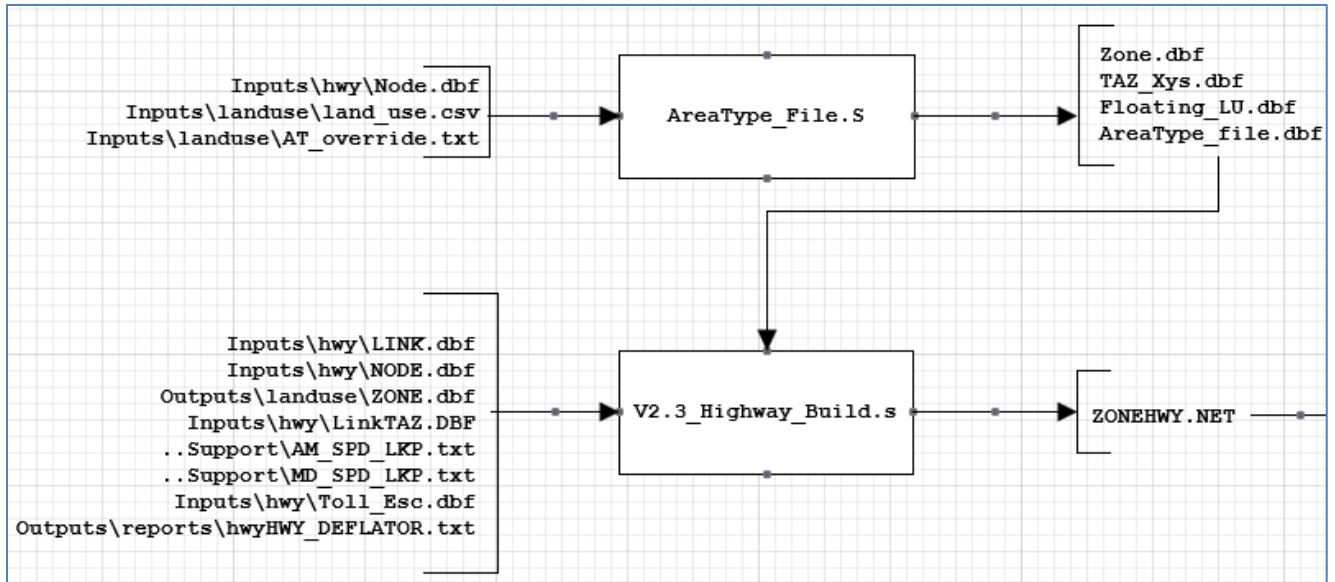 Inputs\hwy\Node.dbf
Inputs\landuse\land_use.csv
Inputs\landuse\AT_override.txt
AreaType_File.S
Zone.dbf
TAZ_Xys.dbf
Floating_LU.dbf
AreaType_file.dbf
Inputs\hwy\LINK.dbf
Inputs\hwy\NODE.dbf
Outputs\landuse\ZONE.dbf
Inputs\hwy\LinkTAZ.DBF
..Support\AM_SPD_LKP.txt
..Support\MD_SPD_LKP.txt
Inputs\hwy\Toll_Esc.dbf
Outputs\reports\hwyHWY_DEFLATOR.txt
V2.3_Highway_Build.s
ZONEHWY.NET